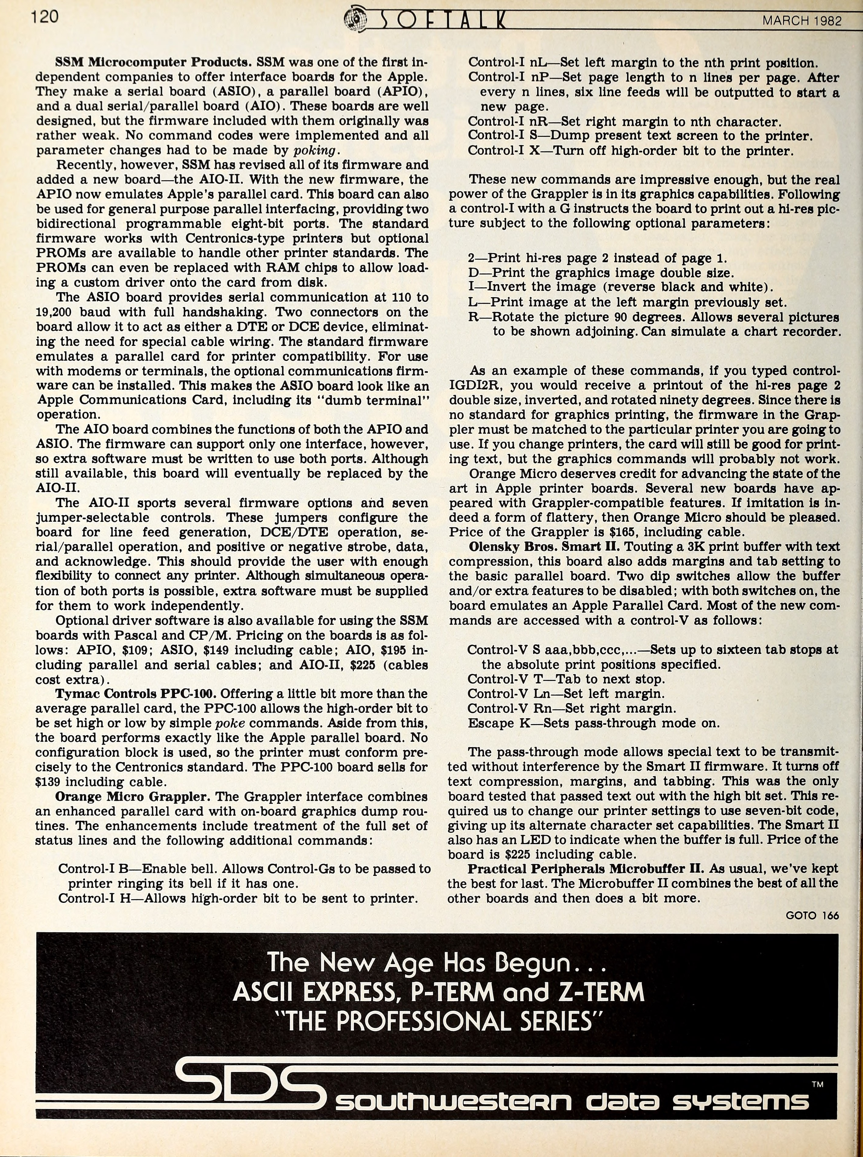 120
SOFTALK
MARCH 1982
SSM Microcomputer Products. SSM was one of the first in-
dependent companies to offer interface boards for the Apple.
They make a serial board (ASIO), a parallel board (APIO),
and a dual serial/parallel board (AIO). These boards are well
designed, but the firmware included with them originally was
rather weak. No command codes were implemented and all
parameter changes had to be made by poking.
Recently, however, SSM has revised all of its firmware and
added a new board—the AIO-II. With the new firmware, the
APIO now emulates Apple's parallel card. This board can also
be used for general purpose parallel interfacing, providing two
bidirectional programmable eight-bit ports. The standard
firmware works with Centronics-type printers but optional
PROMs are available to handle other printer standards. The
PROMs can even be replaced with RAM chips to allow load-
ing a custom driver onto the card from disk.
The ASIO board provides serial communication at 110 to
19,200 baud with full handshaking. Two connectors on the
board allow it to act as either a DTE or DCE device, eliminat-
ing the need for special cable wiring. The standard firmware
emulates a parallel card for printer compatibility. For use
with modems or terminals, the optional communications firm-
ware can be installed. This makes the ASIO board look like an
Apple Communications Card, including its "dumb terminal"
operation.
The AIO board combines the functions of both the APIO and
ASIO. The firmware can support only one interface, however,
so extra software must be written to use both ports. Although
still available, this board will eventually be replaced by the
AIO-II.
The AIO-II sports several firmware options and seven
jumper-selectable controls. These jumpers configure the
board for line feed generation, DCE/DTE operation, se-
rial/parallel operation, and positive or negative strobe, data,
and acknowledge. This should provide the user with enough
flexibility to connect any printer. Although simultaneous opera-
tion of both ports is possible, extra software must be supplied
for them to work independently.
Optional driver software is also available for using the SSM
boards with Pascal and CP/M. Pricing on the boards is as fol-
lows: APIO, $109; ASIO, $149 including cable; AIO, $195 in-
cluding parallel and serial cables; and AIO-II, $225 (cables
cost extra).
Tymac Controls PPC-100. Offering a little bit more than the
average parallel card, the PPC-100 allows the high-order bit to
be set high or low by simple poke commands. Aside from this,
the board performs exactly like the Apple parallel board. No
configuration block is used, so the printer must conform pre-
cisely to the Centronics standard. The PPC-100 board sells for
$139 including cable.
Orange Micro Grappler. The Grappler interface combines
an enhanced parallel card with on-board graphics dump rou-
tines. The enhancements include treatment of the full set of
status lines and the following additional commands:
Control-I B—Enable bell. Allows Control-Gs to be passed to
printer ringing its bell if it has one.
Control-I H—Allows high-order bit to be sent to printer.
Control-I nL—Set left margin to the nth print position.
Control-I nP—Set page length to n lines per page. After
every n lines, six line feeds will be outputted to start a
new page.
Control-I nR—Set right margin to nth character.
Control-I S—Dump present text screen to the printer.
Control-I X—Turn off high-order bit to the printer.
These new commands are impressive enough, but the real
power of the Grappler is in its graphics capabilities. Following
a control-I with a G instructs the board to print out a hi-res pic-
ture subject to the following optional parameters:
2—Print hi-res page 2 instead of page 1.
D—Print the graphics image double size.
I—Invert the image (reverse black and white).
L—Print image at the left margin previously set.
R—Rotate the picture 90 degrees. Allows several pictures
to be shown adjoining. Can simulate a chart recorder.
As an example of these commands, if you typed control-
IGDI2R, you would receive a printout of the hi-res page 2
double size, inverted, and rotated ninety degrees. Since there is
no standard for graphics printing, the firmware in the Grap-
pler must be matched to the particular printer you are going to
use. If you change printers, the card will still be good for print-
ing text, but the graphics commands will probably not work.
Orange Micro deserves credit for advancing the state of the
art in Apple printer boards. Several new boards have ap-
peared with Grappler-compatible features. If imitation is in-
deed a form of flattery, then Orange Micro should be pleased.
Price of the Grappler is $165, including cable.
Olensky Bros. Smart II. Touting a 3K print buffer with text
compression, this board also adds margins and tab setting to
the basic parallel board. Two dip switches allow the buffer
and/or extra features to be disabled; with both switches on, the
board emulates an Apple Parallel Card. Most of the new com-
mands are accessed with a control-V as follows:
Control-V S aaa,bbb,ccc,...—Sets up to sixteen tab stops at
the absolute print positions specified.
Control-V T—Tab to next stop.
Control-V Ln—Set left margin.
Control-V Rn—Set right margin.
Escape K—Sets pass-through mode on.
The pass-through mode allows special text to be transmit-
ted without interference by the Smart II firmware. It turns off
text compression, margins, and tabbing. This was the only
board tested that passed text out with the high bit set. This re-
quired us to change our printer settings to use seven-bit code,
giving up its alternate character set capabilities. The Smart II
also has an LED to indicate when the buffer is full. Price of the
board is $225 including cable.
Practical Peripherals Microbuffer II. As usual, we've kept
the best for last. The Microbuffer II combines the best of all the
other boards and then does a bit more.
GOTO 166
The New Age Has Begun...
ASCII EXPRESS, P-TERM and Z-TERM
"THE PROFESSIONAL SERIES"
SDS southwestern data systems™